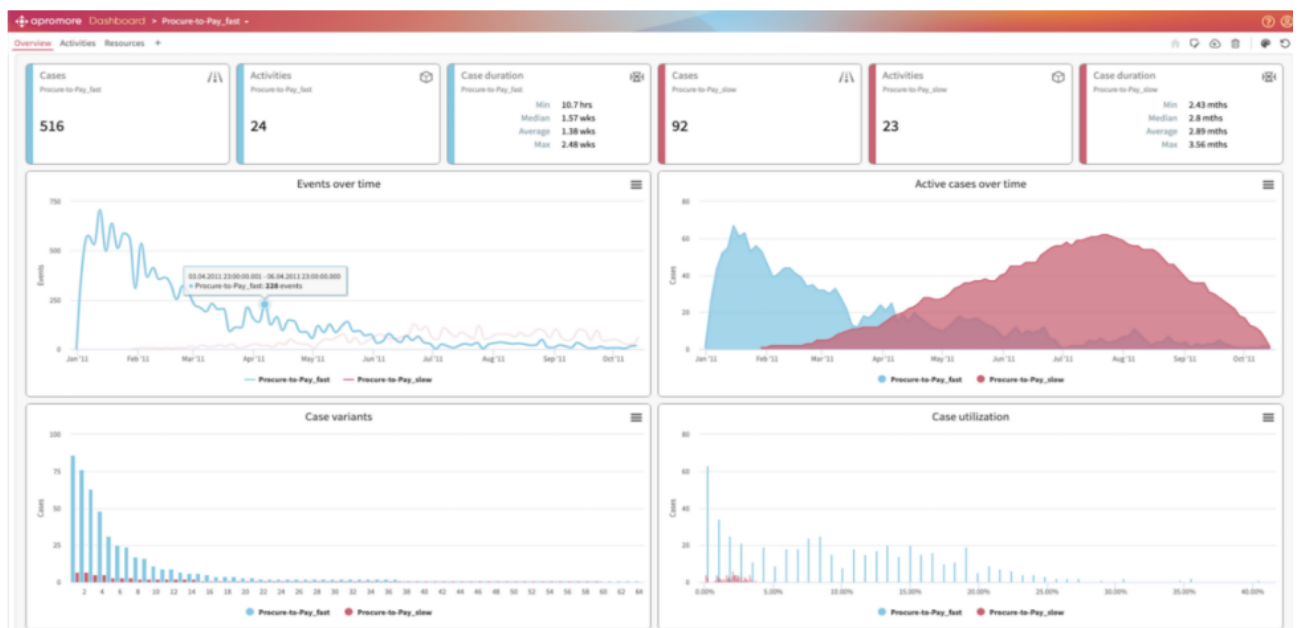 apromore Dashboard > Procure-to-Pay_fast
Overview Activities Resources +
Cases
Procure-to-Pay_fast
516
Activities
Procure-to-Pay_fast
24
Case duration
Procure-to-Pay_fast
Min 10.7 hrs
Median 1.57 wks
Average 1.38 wks
Max 2.48 wks
Cases
Procure-to-Pay_slow
92
Activities
Procure-to-Pay_slow
23
Case duration
Procure-to-Pay_slow
Min 2.43 mths
Median 2.8 mths
Average 2.89 mths
Max 3.56 mths
Events over time
750
500
250
0
Events
03.04.2011 23:00:00.001 - 06.04.2011 23:00:00.000
Procure-to-Pay_fast: 228 events
Jan '11 Feb '11 Mar '11 Apr '11 May '11 Jun '11 Jul '11 Aug '11 Sep '11 Oct '11
Procure-to-Pay_fast Procure-to-Pay_slow
Active cases over time
80
60
40
20
0
Cases
Jan '11 Feb '11 Mar '11 Apr '11 May '11 Jun '11 Jul '11 Aug '11 Sep '11 Oct '11
Procure-to-Pay_fast Procure-to-Pay_slow
Case variants
100
75
50
25
0
Cases
2 4 6 8 10 12 14 16 18 20 22 24 26 28 30 32 34 36 38 40 42 44 46 48 50 52 54 56 58 60 62 64
Procure-to-Pay_fast Procure-to-Pay_slow
Case utilization
80
60
40
20
0
Cases
0.00% 5.00% 10.00% 15.00% 20.00% 25.00% 30.00% 35.00% 40.00%
Procure-to-Pay_fast Procure-to-Pay_slow